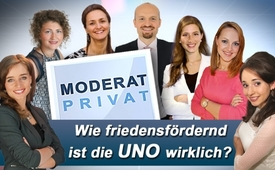 MODERAT
PRIVAT
Wie friedensfördernd
ist die UNO wirklich?